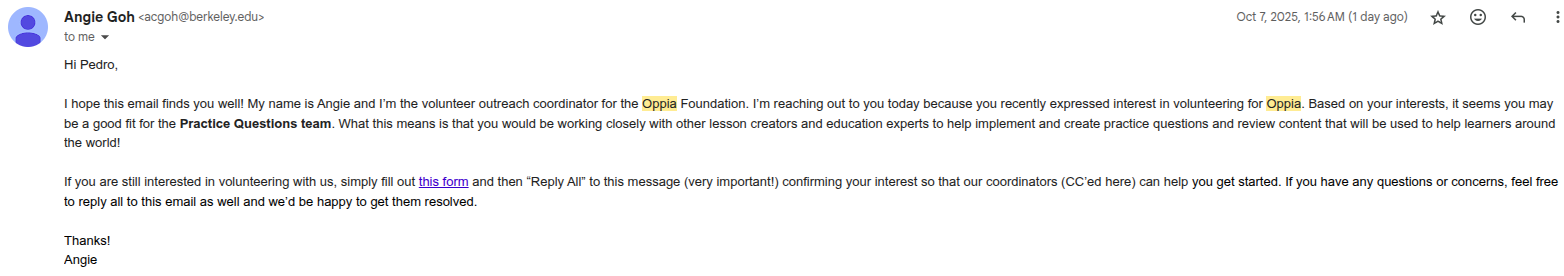 Angie Goh <acgoh@berkeley.edu> Oct 7, 2025, 1:56 AM (1 day ago)
to me
Hi Pedro,
I hope this email finds you well! My name is Angie and I'm the volunteer outreach coordinator for the Oppia Foundation. I'm reaching out to you today because you recently expressed interest in volunteering for Oppia. Based on your interests, it seems you may
be a good fit for the Practice Questions team. What this means is that you would be working closely with other lesson creators and education experts to help implement and create practice questions and review content that will be used to help learners around
the world!
If you are still interested in volunteering with us, simply fill out this form and then “Reply All” to this message (very important!) confirming your interest so that our coordinators (CC'ed here) can help you get started. If you have any questions or concerns, feel free
to reply all to this email as well and we'd be happy to get them resolved.
Thanks!
Angie